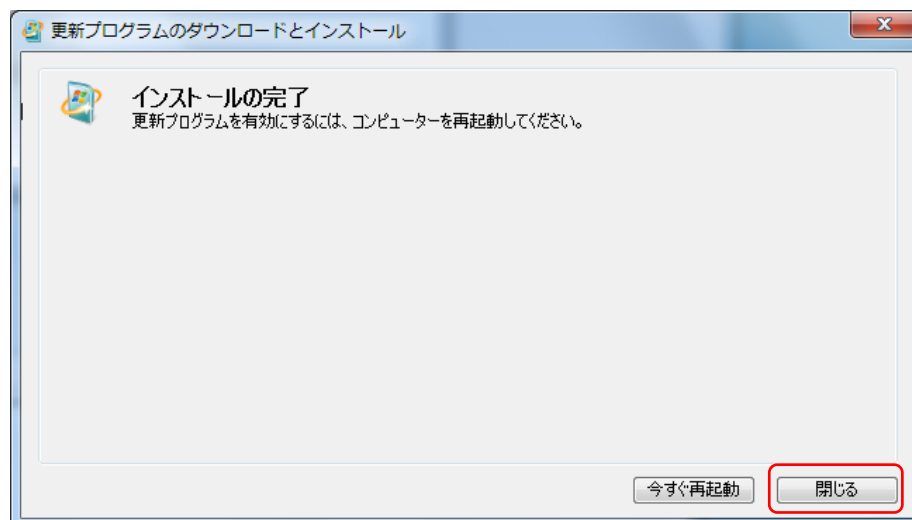 更新プログラムのダウンロードとインストール
インストールの完了
更新プログラムを有効にするには、コンピューターを再起動してください。
今すぐ再起動
閉じる